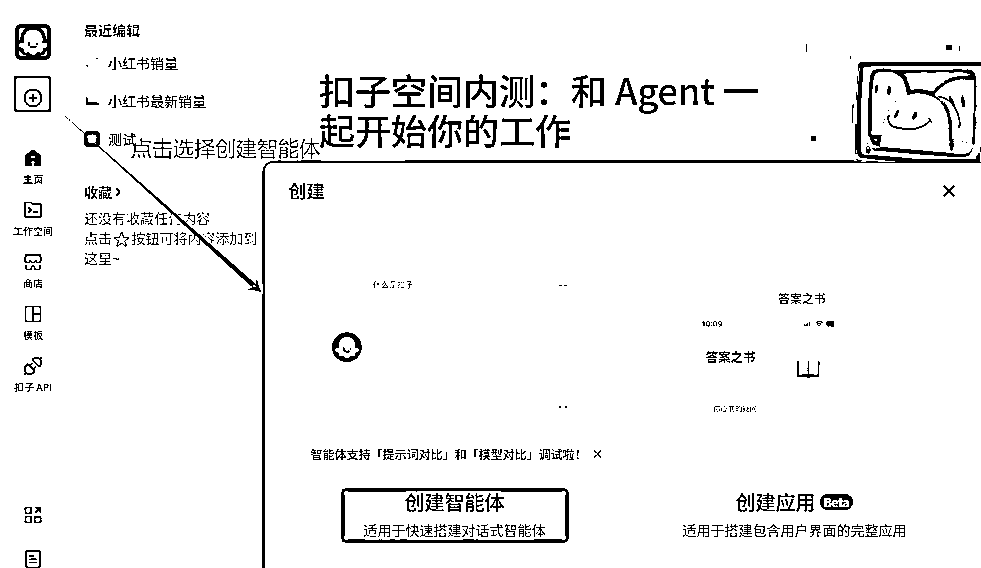 最近编辑
小红书销量
小红书最新销量
测试
点击选择创建智能体
主页
工作空间
商店
模板
扣子 API
收藏
还没有收藏任何内容
点击☆按钮可将内容添加到
这里~
扣子空间内测：和 Agent 一
起开始你的工作
创建
什么是扣子
答案之书
10:09
答案之书
智能体支持「提示词对比」和「模型对比」调试啦！
创建智能体
适用于快速搭建对话式智能体
创建应用 Beta
适用于搭建包含用户界面的完整应用